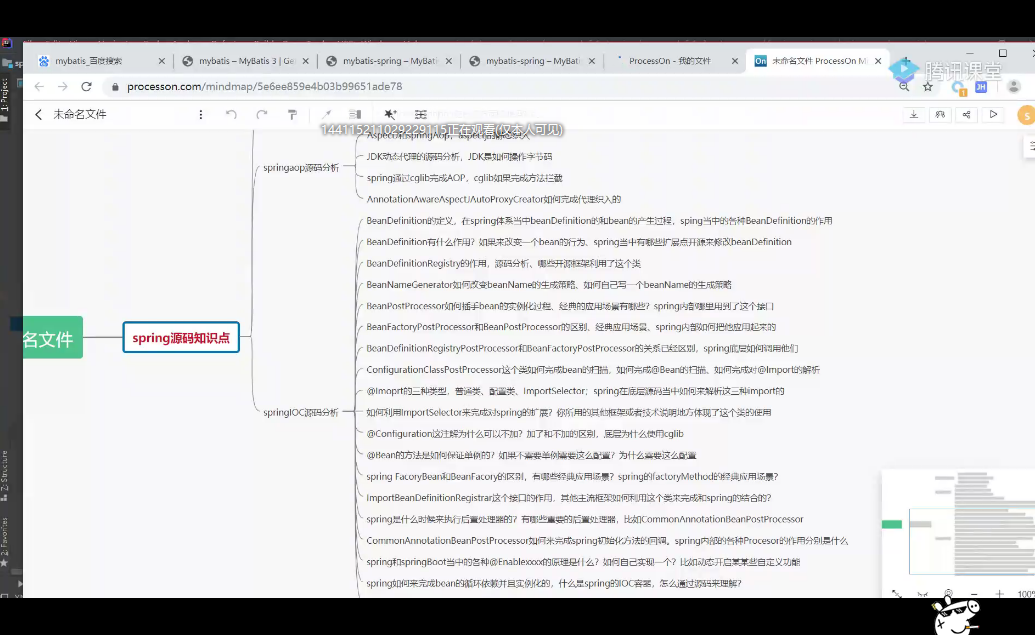 mybatis_百度搜索
mybatis – MyBatis 3 | Ge
mybatis-spring – MyBati
mybatis-spring – MyBati
ProcessOn - 我的文件
On 未命名文件 ProcessOn M
腾讯课堂
processon.com/mindmap/5e6ee859e4b03b99651ade78
JH
未命名文件
S
1441152110292291​15正在观看(仅本人可见)
springaop源码分析
JDK动态代理的源码分析，JDK是如何操作字节码
spring通过cglib完成AOP，cglib如果完成方法拦截
AnnotationAwareAspectJAutoProxyCreator如何完成代理织入的
BeanDefinition的定义，在spring体系当中beanDefinition的和bean的产生过程，sping当中的各种BeanDefinition的作用
BeanDefinition有什么作用？如果来改变一个bean的行为、spring当中有哪些扩展点开源来修改beanDefinition
BeanDefinitionRegistry的作用，源码分析、哪些开源框架利用了这个类
BeanNameGenerator如何改变beanName的生成策略、如何自己写一个beanName的生成策略
BeanPostProcessor如何插手bean的实例化过程、经典的应用场景有哪些？spring内部哪里用到了这个接口
BeanFactoryPostProcessor和BeanPostProcessor的区别、经典应用场景、spring内部如何把他应用起来的
名文件
spring源码知识点
BeanDefinitionRegistryPostProcessor和BeanFactoryPostProcessor的关系已经区别，spring底层如何调用他们
ConfigurationClassPostProcessor这个类如何完成bean的扫描，如何完成@Bean的扫描、如何完成对@Import的解析
@Imoprt的三种类型，普通类、配置类、ImportSelector；spring在底层源码当中如何来解析这三种import的
springIOC源码分析
如何利用ImportSelector来完成对spring的扩展？你所用的其他框架或者技术说明地方体现了这个类的使用
@Configuration这注解为什么可以不加？加了和不加的区别，底层为什么使用cglib
@Bean的方法是如何保证单例的？如果不需要单例需要这么配置？为什么需要这么配置
spring FacoryBean和BeanFacory的区别，有哪些经典应用场景？spring的factoryMethod的经典应用场景？
ImportBeanDefinitionRegistrar这个接口的作用，其他主流框架如何利用这个类来完成和spring的结合的？
spring是什么时候来执行后置处理器的？有哪些重要的后置处理器，比如CommonAnnotationBeanPostProcessor
CommonAnnotationBeanPostProcessor如何来完成spring初始化方法的回调。spring内部的各种Procesor的作用分别是什么
spring和springBoot当中的各种@Enablexxxx的原理是什么？如何自己实现一个？比如动态开启某某些自定义功能
spring如何来完成bean的循环依赖并且实例化的，什么是spring的IOC容器，怎么通过源码来理解？
1: Project
Z: Structure
2: Favorites